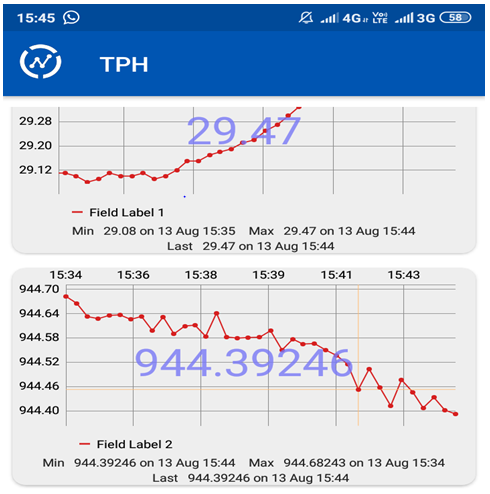 15:45 4G Vo) LTE 3G 58
TPH
29.28
29.20
29.12
29.47
Field Label 1
Min 29.08 on 13 Aug 15:35 Max 29.47 on 13 Aug 15:44
Last 29.47 on 13 Aug 15:44
15:34 15:36 15:38 15:39 15:41 15:43
944.70
944.64
944.58
944.52
944.46
944.40
944.39246
Field Label 2
Min 944.39246 on 13 Aug 15:44 Max 944.68243 on 13 Aug 15:34
Last 944.39246 on 13 Aug 15:44